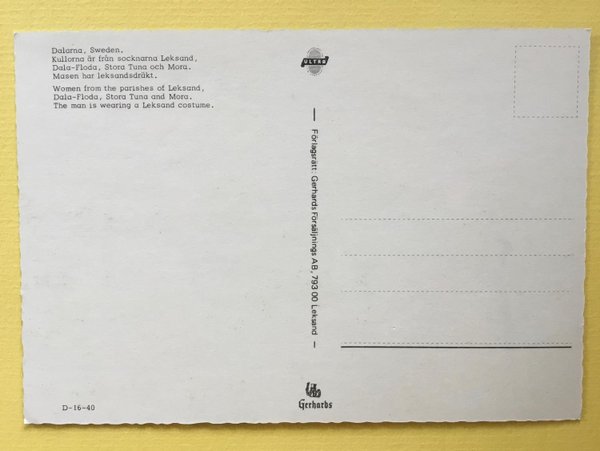 Dalarna, Sweden.
Kullorna är från socknarna Leksand,
Dala-Floda, Stora Tuna och Mora.
Masen har leksandsdräkt.
Women from the parishes of Leksand,
Dala-Floda, Stora Tuna and Mora.
The man is wearing a Leksand costume.
ULTRA
— Förlagsrätt: Gerhards Försäljnings AB, 793 00 Leksand —
D-16-40
Gerhards